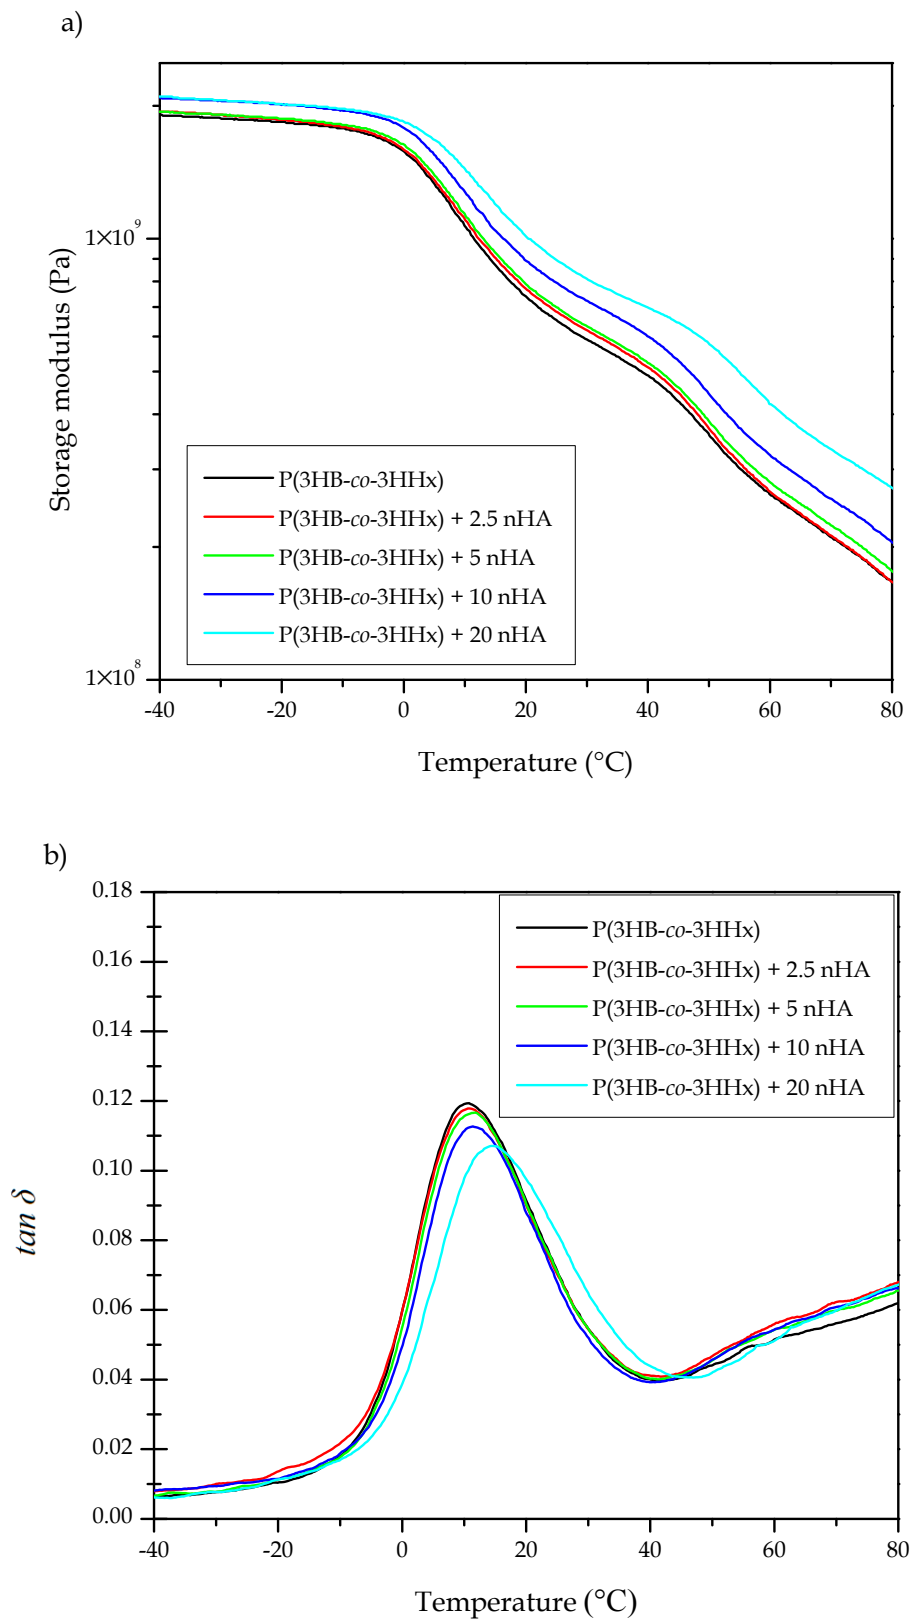 a)
Storage modulus (Pa)
1×10⁹
1×10⁸
P(3HB-co-3HHx)
P(3HB-co-3HHx) + 2.5 nHA
P(3HB-co-3HHx) + 5 nHA
P(3HB-co-3HHx) + 10 nHA
P(3HB-co-3HHx) + 20 nHA
-40 -20 0 20 40 60 80
Temperature (°C)
b)
tan δ
0.18
0.16
0.14
0.12
0.10
0.08
0.06
0.04
0.02
0.00
P(3HB-co-3HHx)
P(3HB-co-3HHx) + 2.5 nHA
P(3HB-co-3HHx) + 5 nHA
P(3HB-co-3HHx) + 10 nHA
P(3HB-co-3HHx) + 20 nHA
-40 -20 0 20 40 60 80
Temperature (°C)